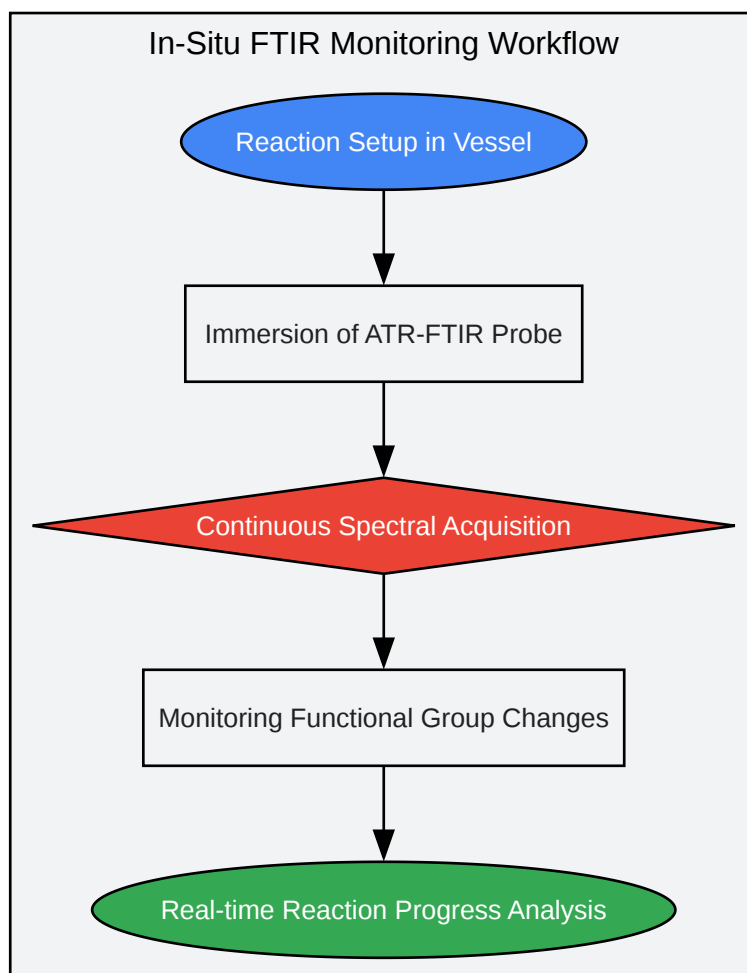 In-Situ FTIR Monitoring Workflow
Reaction Setup in Vessel
Immersion of ATR-FTIR Probe
Continuous Spectral Acquisition
Monitoring Functional Group Changes
Real-time Reaction Progress Analysis